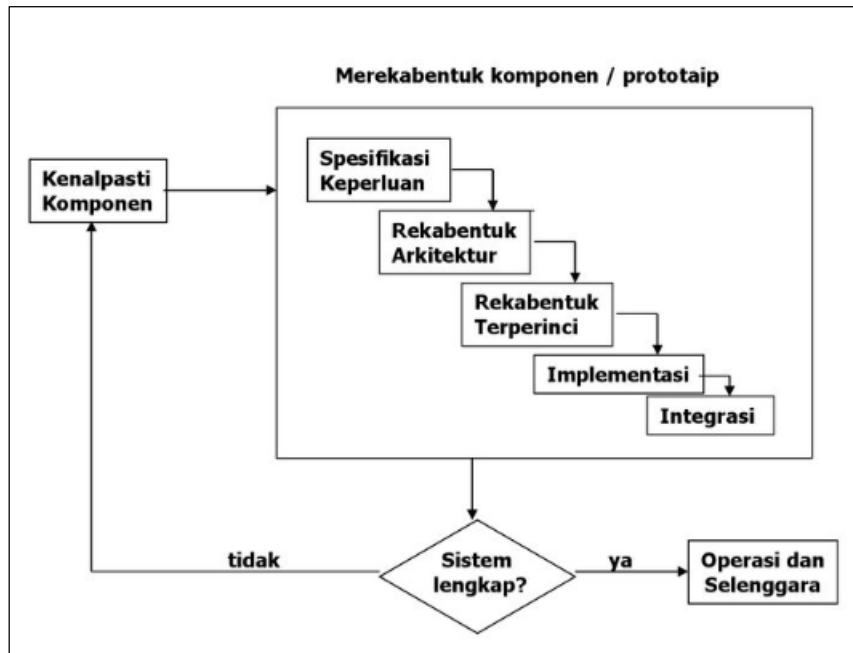 Merekabentuk komponen / prototaip
Kenalpasti
Komponen
Spesifikasi
Keperluan
Rekabentuk
Arkitektur
Rekabentuk
Terperinci
Implementasi
Integrasi
tidak
Sistem
lengkap?
ya
Operasi dan
Selenggara